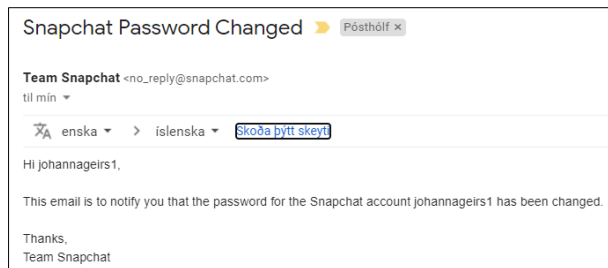 Snapchat Password Changed Pósthólf ×
Team Snapchat <no_reply@snapchat.com>
til mín
enska > íslenska Skoða þýtt skeyti
Hi johannageirs1,
This email is to notify you that the password for the Snapchat account johannageirs1 has been changed.
Thanks,
Team Snapchat